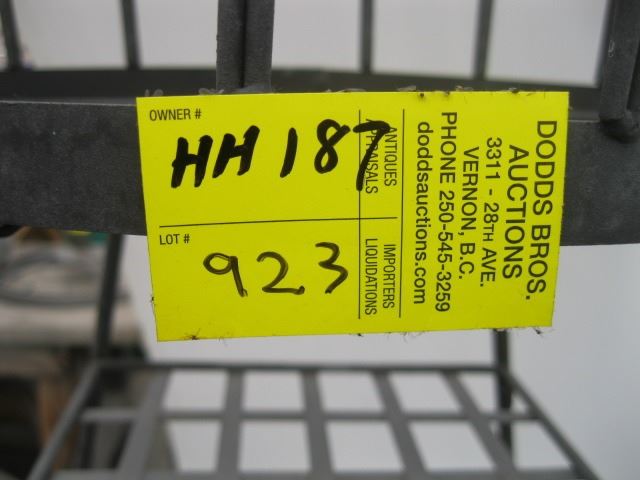 OWNER #
HH 187
LOT #
923
ANTIQUES
APPRAISALS
IMPORTERS
LIQUIDATIONS
DODDS BROS.
AUCTIONS
3311 - 28TH AVE.
VERNON, B.C.
PHONE 250-545-3259
doddsauctions.com